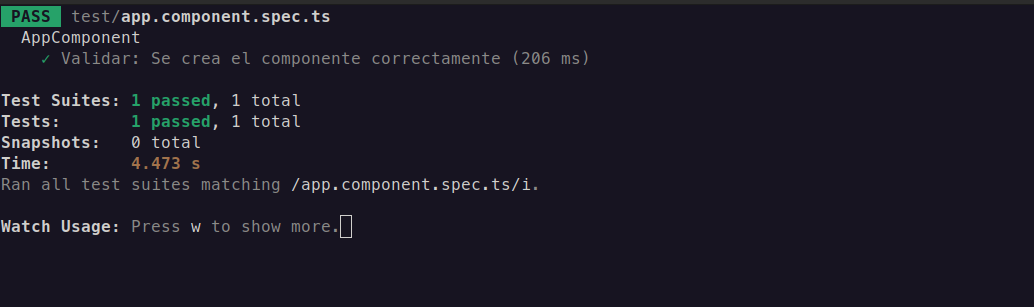 PASS test/app.component.spec.ts
AppComponent
✓ Validar: Se crea el componente correctamente (206 ms)
Test Suites: 1 passed, 1 total
Tests: 1 passed, 1 total
Snapshots: 0 total
Time: 4.473 s
Ran all test suites matching /app.component.spec.ts/i.
Watch Usage: Press w to show more.